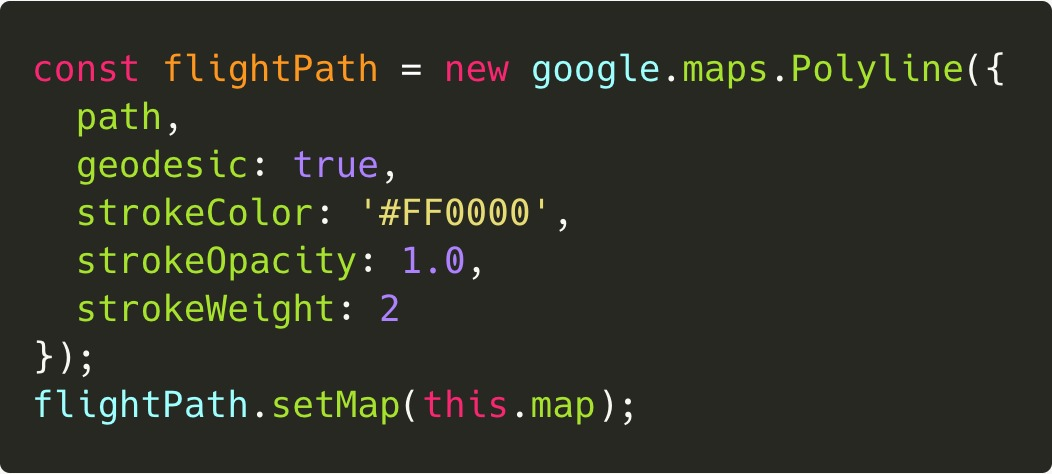 const flightPath = new google.maps.Polyline({
  path,
  geodesic: true,
  strokeColor: '#FF0000',
  strokeOpacity: 1.0,
  strokeWeight: 2
});
flightPath.setMap(this.map);